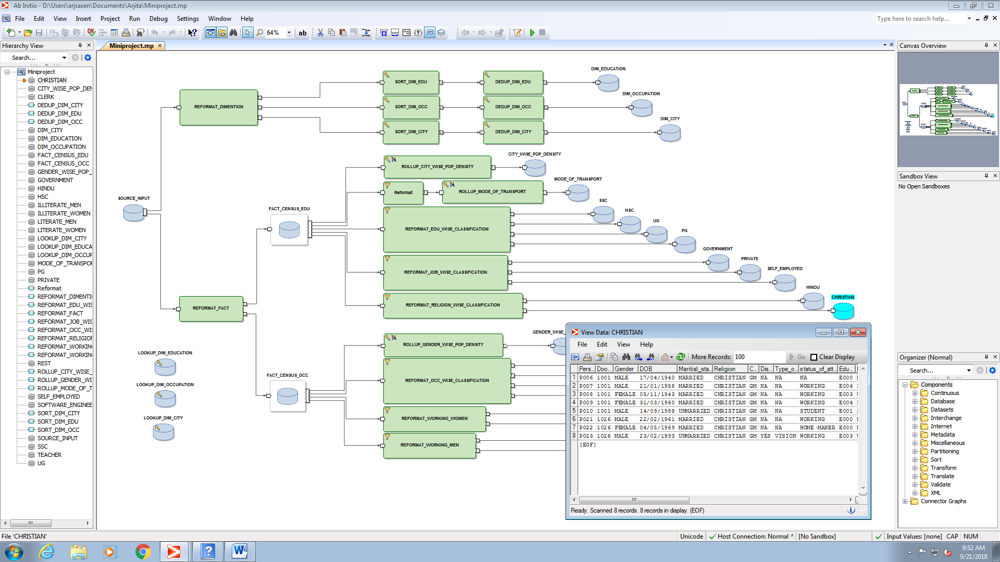 Ab Initio - D:\Users\arjsaxen\Documents\Arjita\Miniproject.mp
File Edit View Insert Project Run Debug Settings Window Help
Type here to search help...
64%
ab
Hierarchy View
Miniproject.mp
Canvas Overview
Search...
Miniproject
CHRISTIAN
CITY_WISE_POP_DEN
CLERK
DEDUP_DIM_CITY
DEDUP_DIM_EDU
DEDUP_DIM_OCC
DIM_CITY
DIM_EDUCATION
DIM_OCCUPATION
FACT_CENSUS_EDU
FACT_CENSUS_OCC
GENDER_WISE_POP_
GOVERNMENT
HINDU
HSC
ILLITERATE_MEN
ILLITERATE_WOMEN
LITERATE_MEN
LITERATE_WOMEN
LOOKUP_DIM_CITY
LOOKUP_DIM_EDUCA
LOOKUP_DIM_OCCUP
MODE_OF_TRANSPOR
PG
PRIVATE
Reformat
REFORMAT_DIMENTI
REFORMAT_EDU_WIS
REFORMAT_FACT
REFORMAT_JOB_WIS
REFORMAT_OCC_WI
REFORMAT_RELIGION
REFORMAT_WORKIN
REFORMAT_WORKIN
REST
ROLLUP_CITY_WISE_
ROLLUP_GENDER_WI
ROLLUP_MODE_OF_T
SELF_EMPLOYED
SOFTWARE_ENGINEE
SORT_DIM_CITY
SORT_DIM_EDU
SORT_DIM_OCC
SOURCE_INPUT
SSC
TEACHER
UG
SORT_DIM_EDU
DEDUP_DIM_EDU
DIM_EDUCATION
REFORMAT_DIMENTION
SORT_DIM_OCC
DEDUP_DIM_OCC
DIM_OCCUPATION
SORT_DIM_CITY
DEDUP_DIM_CITY
DIM_CITY
ROLLUP_CITY_WISE_POP_DENSITY
CITY_WISE_POP_DENSITY
Reformat
ROLLUP_MODE_OF_TRANSPORT
MODE_OF_TRANSPORT
SOURCE_INPUT
FACT_CENSUS_EDU
REFORMAT_EDU_WISE_CLASSIFICATION
SSC
HSC
UG
PG
REFORMAT_JOB_WISE_CLASSIFICATION
GOVERNMENT
PRIVATE
SELF_EMPLOYED
REFORMAT_RELIGION_WISE_CLASSIFICATION
HINDU
CHRISTIAN
REFORMAT_FACT
ROLLUP_GENDER_WISE_POP_DENSITY
GENDER_WISE_
FACT_CENSUS_OCC
REFORMAT_OCC_WISE_CLASSIFICATION
REFORMAT_WORKING_WOMEN
REFORMAT_WORKING_MEN
LOOKUP_DIM_EDUCATION
LOOKUP_DIM_OCCUPATION
LOOKUP_DIM_CITY
View Data: CHRISTIAN
File Edit View Help
More Records: 100 Go Clear Display
Pers... Doo... Gender DOB Maritial_sta... Religion C... Dis... Type_o... status_of_att... Edu...
1 P006 1001 MALE 17/04/1940 MARRIED CHRISTIAN GM NA NA NA E000
2 P007 1001 MALE 21/01/1958 MARRIED CHRISTIAN GM NA NA WORKING E004
3 P008 1001 FEMALE 05/11/1943 MARRIED CHRISTIAN GM NA NA WORKING E003
4 P009 1001 FEMALE 31/03/1960 MARRIED CHRISTIAN GM NA NA WORKING E004
5 P010 1001 MALE 14/09/1988 UNMARRIED CHRISTIAN GM NA NA STUDENT E001
6 P021 1026 MALE 22/02/1961 MARRIED CHRISTIAN GM NA NA WORKING E000
7 P022 1026 FEMALE 04/05/1969 MARRIED CHRISTIAN GM NA NA HOME·MAKER E000
8 P023 1026 MALE 23/02/1993 UNMARRIED CHRISTIAN GM YES VISION WORKING E003
[EOF]
Ready. Scanned 8 records. 8 records in display. (EOF)
Sandbox View
No Open Sandboxes
Organizer (Normal)
Search...
Components
Continuous
Database
Datasets
Interchange
Internet
Metadata
Miscellaneous
Partitioning
Sort
Transform
Translate
Validate
XML
Connector Graphs
File 'CHRISTIAN'
Unicode Host Connection: Normal ^ [No Sandbox] Input Values: [none] CAP NUM
9:52 AM
9/21/2018